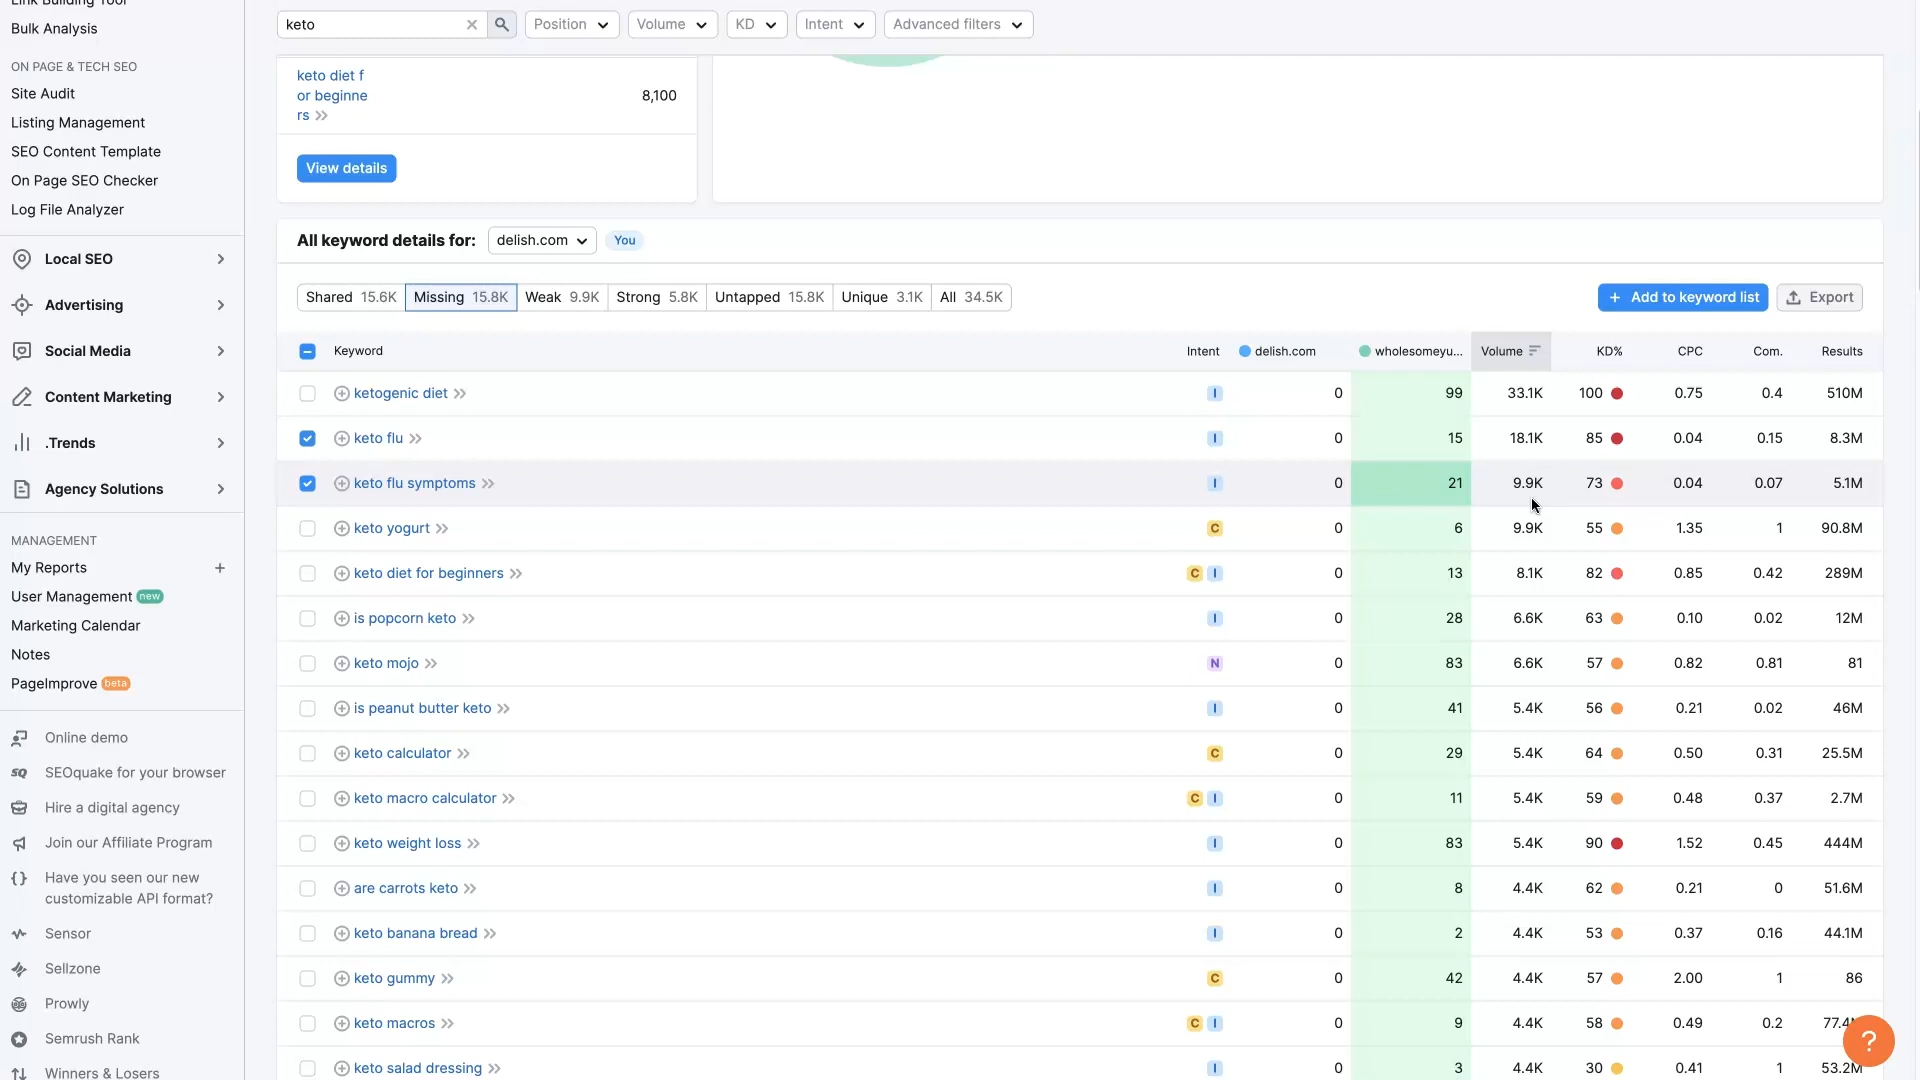 Link Building Tool
Bulk Analysis
ON PAGE & TECH SEO
Site Audit
Listing Management
SEO Content Template
On Page SEO Checker
Log File Analyzer
Local SEO
Advertising
Social Media
Content Marketing
.Trends
Agency Solutions
MANAGEMENT
My Reports +
User Management new
Marketing Calendar
Notes
PageImprove beta
Online demo
SEOquake for your browser
Hire a digital agency
Join our Affiliate Program
Have you seen our new
customizable API format?
Sensor
Sellzone
Prowly
Semrush Rank
Winners & Losers
keto Position Volume KD Intent Advanced filters
keto diet f
or beginne
rs
8,100
View details
All keyword details for: delish.com You
Shared 15.6K Missing 15.8K Weak 9.9K Strong 5.8K Untapped 15.8K Unique 3.1K All 34.5K + Add to keyword list Export
Keyword Intent delish.com wholesomeyu... Volume KD% CPC Com. Results
ketogenic diet I 0 99 33.1K 100 0.75 0.4 510M
keto flu I 0 15 18.1K 85 0.04 0.15 8.3M
keto flu symptoms I 0 21 9.9K 73 0.04 0.07 5.1M
keto yogurt C 0 6 9.9K 55 1.35 1 90.8M
keto diet for beginners C I 0 13 8.1K 82 0.85 0.42 289M
is popcorn keto I 0 28 6.6K 63 0.10 0.02 12M
keto mojo N 0 83 6.6K 57 0.82 0.81 81
is peanut butter keto I 0 41 5.4K 56 0.21 0.02 46M
keto calculator C 0 29 5.4K 64 0.50 0.31 25.5M
keto macro calculator C I 0 11 5.4K 59 0.48 0.37 2.7M
keto weight loss I 0 83 5.4K 90 1.52 0.45 444M
are carrots keto I 0 8 4.4K 62 0.21 0 51.6M
keto banana bread I 0 2 4.4K 53 0.37 0.16 44.1M
keto gummy C 0 42 4.4K 57 2.00 1 86
keto macros C I 0 9 4.4K 58 0.49 0.2 77.4M
keto salad dressing I 0 3 4.4K 30 0.41 1 53.2M
?